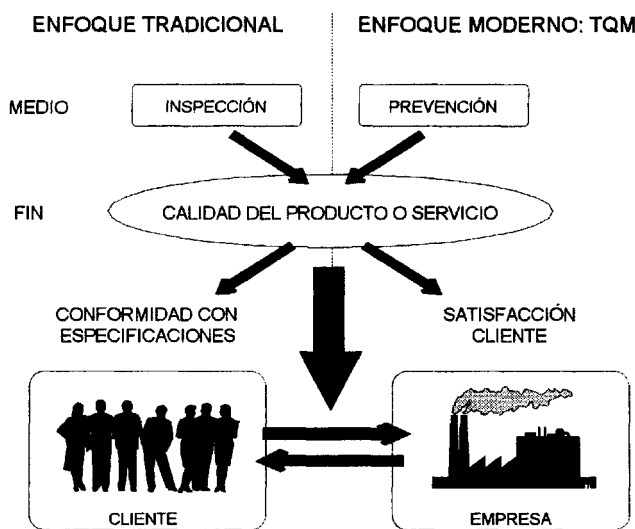 ENFOQUE TRADICIONAL
ENFOQUE MODERNO: TQM
MEDIO
INSPECCIÓN
PREVENCIÓN
FIN
CALIDAD DEL PRODUCTO O SERVICIO
CONFORMIDAD CON
ESPECIFICACIONES
SATISFACCIÓN
CLIENTE
CLIENTE
EMPRESA